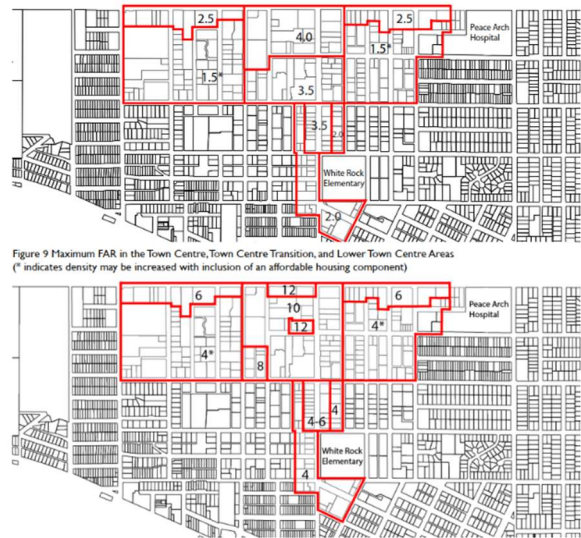 2.5
4.0
2.5
Peace Arch
Hospital
1.5*
1.5*
3.5
3.5
2.0
White Rock
Elementary
2.0
Figure 9 Maximum FAR in the Town Centre, Town Centre Transition, and Lower Town Centre Areas
(* indicates density may be increased with inclusion of an affordable housing component)
6
12
6
10
Peace Arch
Hospital
12
4*
4*
8
4-6
4
White Rock
Elementary
4